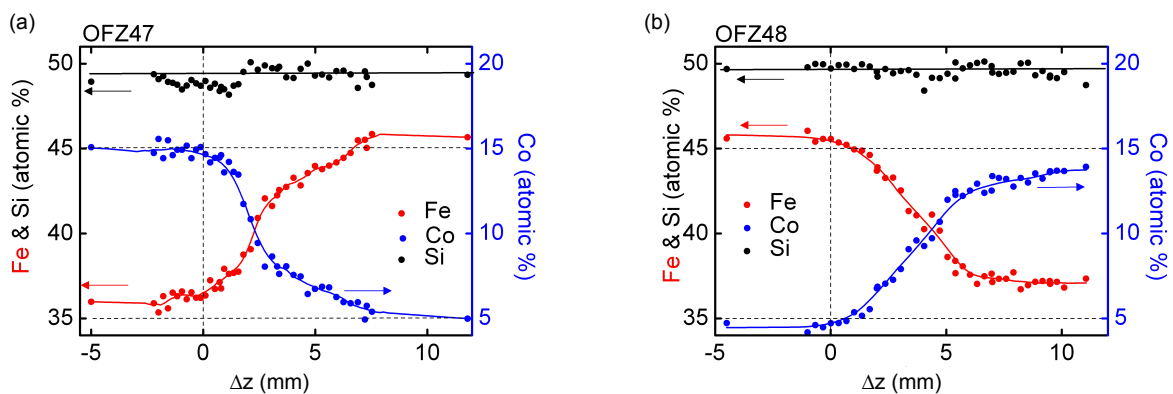 (a)
OFZ47
50
45
40
35
Fe & Si (atomic %)
20
15
10
5
Co (atomic %)
Fe
Co
Si
-5 0 5 10
Δz (mm)
(b)
OFZ48
50
45
40
35
Fe & Si (atomic %)
20
15
10
5
Co (atomic %)
Fe
Co
Si
-5 0 5 10
Δz (mm)